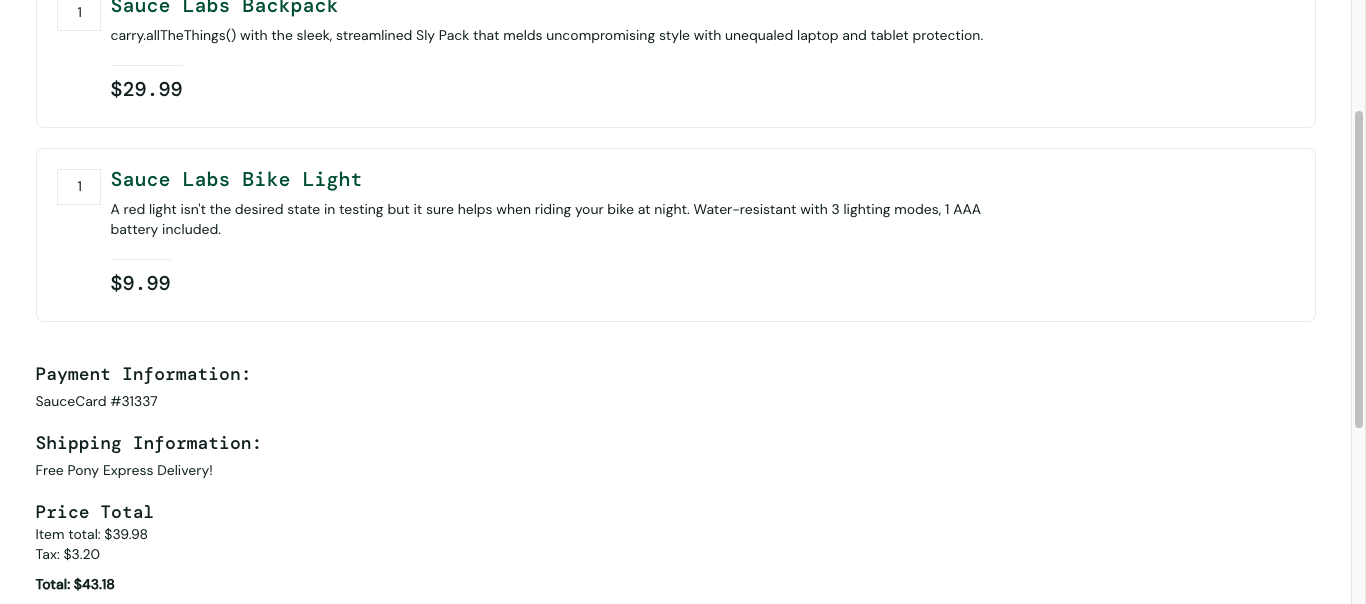 1
Sauce Labs Backpack
carry.allTheThings() with the sleek, streamlined Sly Pack that melds uncompromising style with unequaled laptop and tablet protection.
$29.99
1
Sauce Labs Bike Light
A red light isn't the desired state in testing but it sure helps when riding your bike at night. Water-resistant with 3 lighting modes, 1 AAA
battery included.
$9.99
Payment Information:
SauceCard #31337
Shipping Information:
Free Pony Express Delivery!
Price Total
Item total: $39.98
Tax: $3.20
Total: $43.18